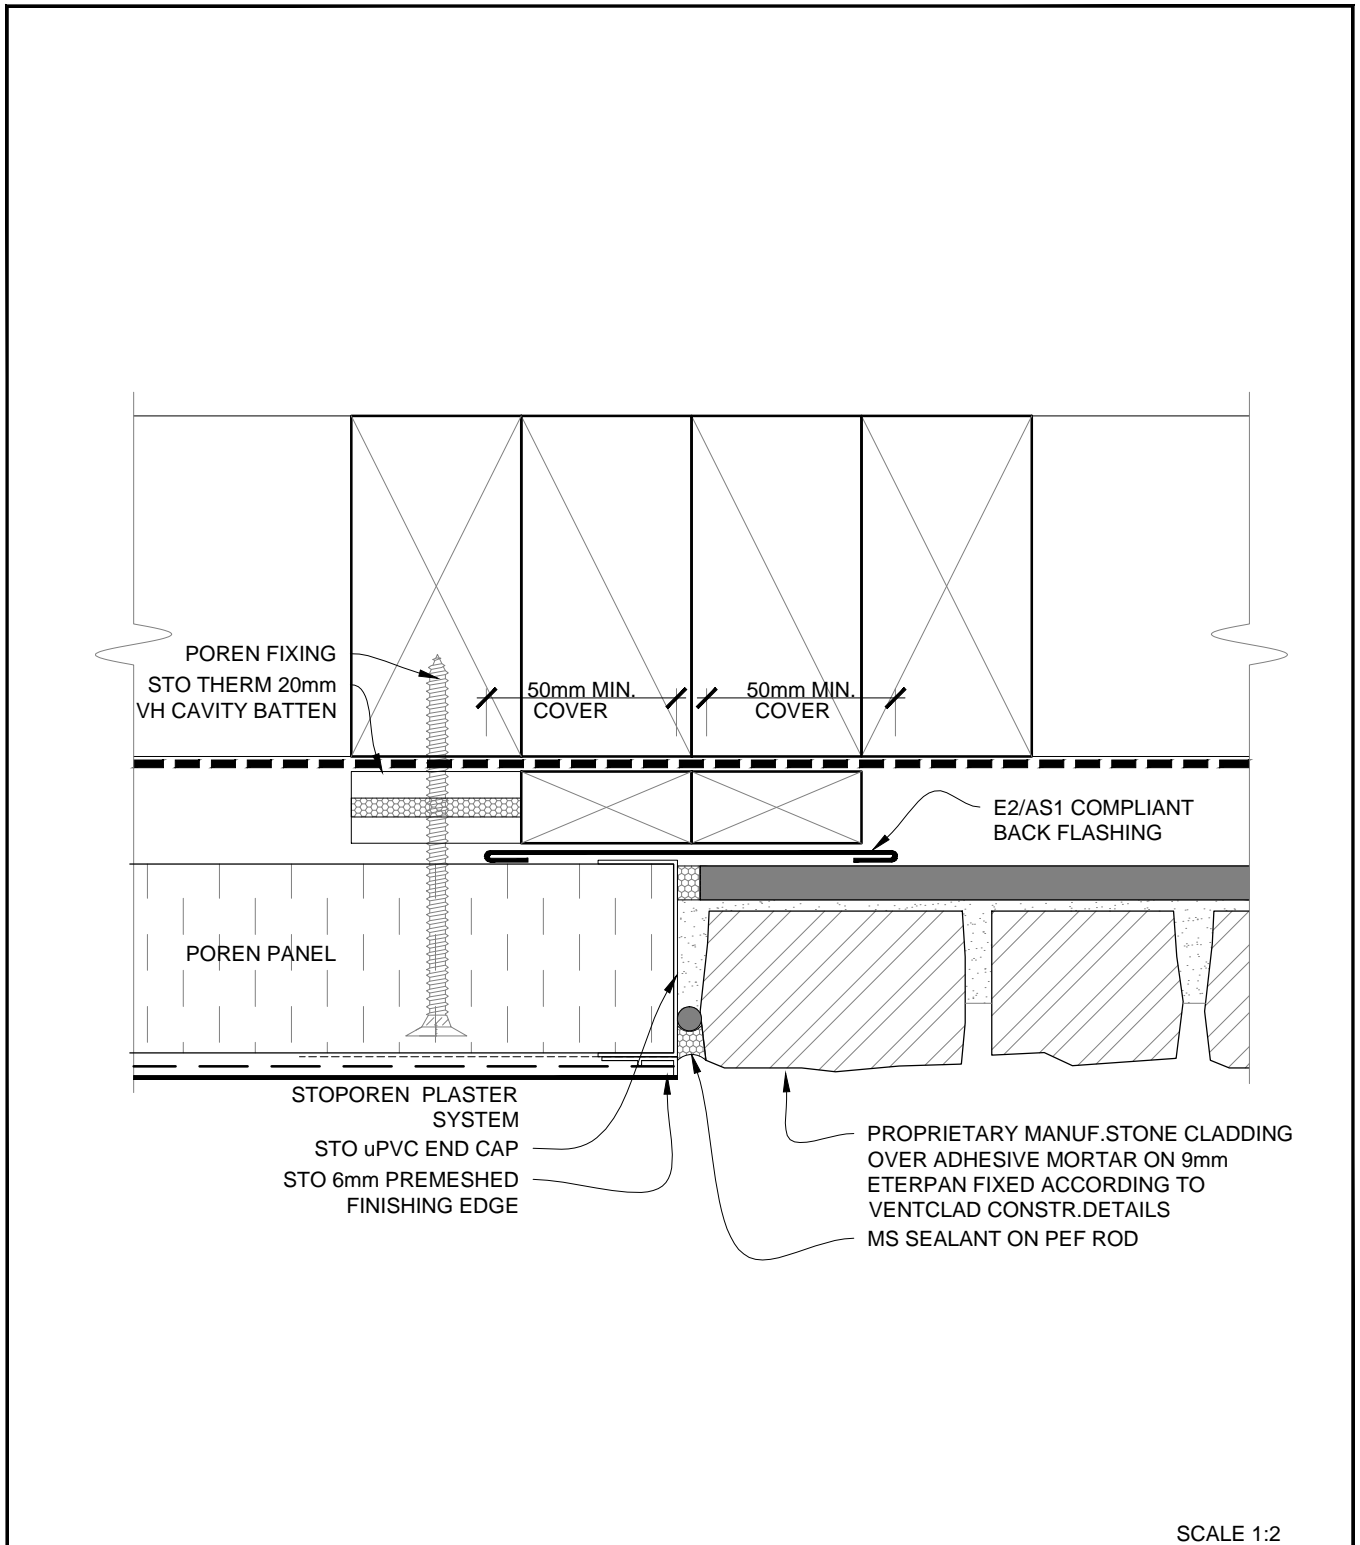 POREN FIXING
STO THERM 20mm
VH CAVITY BATTEN
50mm MIN.
COVER
50mm MIN.
COVER
E2/AS1 COMPLIANT
BACK FLASHING
POREN PANEL
STOPOREN PLASTER
SYSTEM
STO uPVC END CAP
STO 6mm PREMESHED
FINISHING EDGE
PROPRIETARY MANUF.STONE CLADDING
OVER ADHESIVE MORTAR ON 9mm
ETERPAN FIXED ACCORDING TO
VENTCLAD CONSTR.DETAILS
MS SEALANT ON PEF ROD
SCALE 1:2